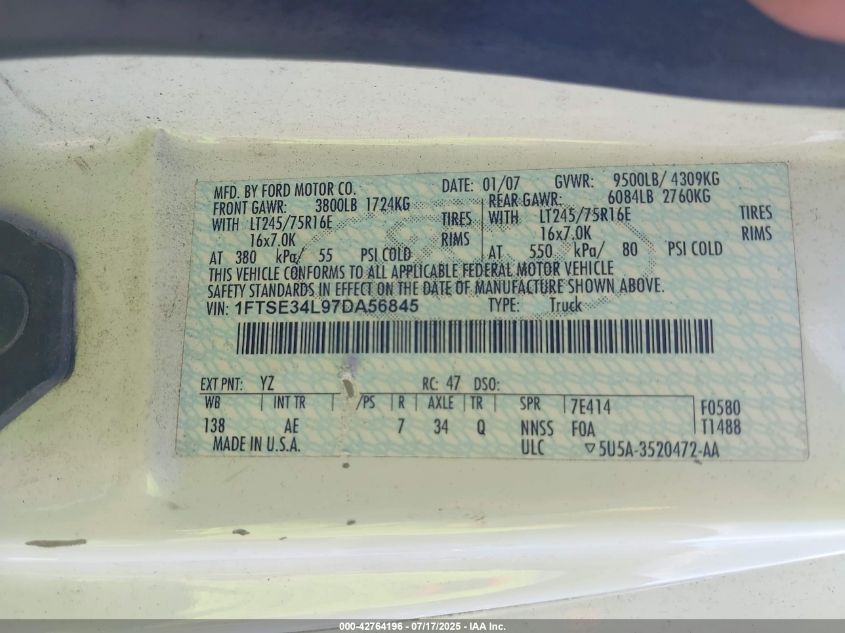 MFD. BY FORD MOTOR CO. DATE: 01/07 GVWR: 9500LB/ 4309KG
FRONT GAWR: 3800LB 1724KG REAR GAWR: 6084LB 2760KG
WITH LT245/75R16E TIRES WITH LT245/75R16E TIRES
16x7.0K RIMS 16x7.0K RIMS
AT 380 kPa/ 55 PSI COLD AT 550 kPa/ 80 PSI COLD
THIS VEHICLE CONFORMS TO ALL APPLICABLE FEDERAL MOTOR VEHICLE
SAFETY STANDARDS IN EFFECT ON THE DATE OF MANUFACTURE SHOWN ABOVE.
VIN: 1FTSE34L97DA56845 TYPE: Truck
EXT PNT: YZ RC: 47 DSO:
WB INT TR /PS R AXLE TR SPR 7E414 F0580
138 AE 7 34 Q NNSS F0A T1488
MADE IN U.S.A. ULC ▽5U5A-3520472-AA
000-42764196 - 07/17/2025 - IAA Inc.